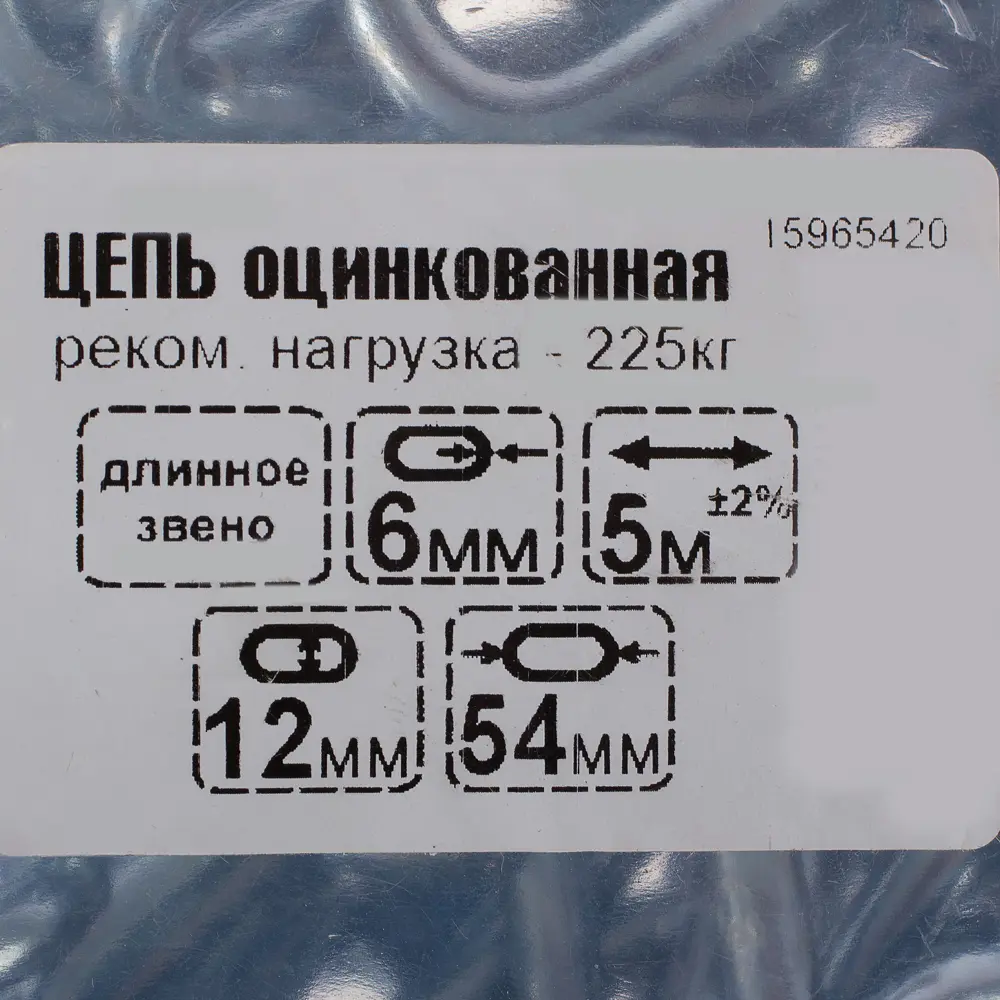 15965420
ЦЕПЬ оцинкованная
реком. нагрузка - 225кг
длинное
звено
6мм
±2%
5м
12мм
54мм